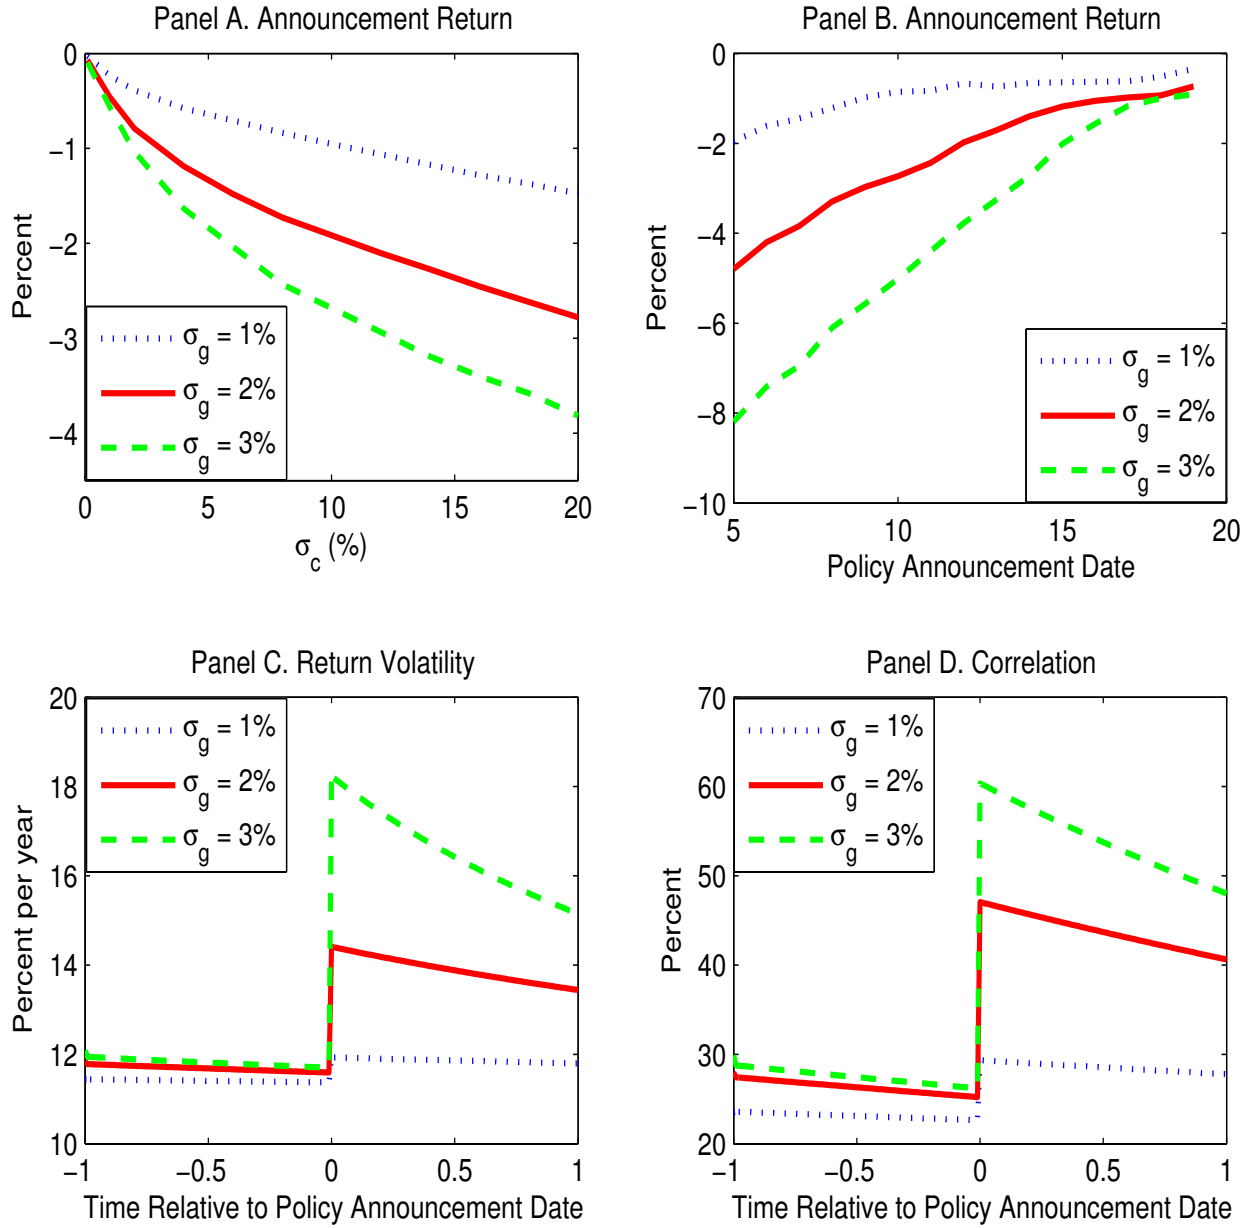 Panel A. Announcement Return
0
−1
−2
−3
−4
Percent
σg = 1%
σg = 2%
σg = 3%
0
5
10
15
20
σc (%)
Panel B. Announcement Return
0
−2
−4
−6
−8
−10
Percent
σg = 1%
σg = 2%
σg = 3%
5
10
15
20
Policy Announcement Date
Panel C. Return Volatility
20
18
16
14
12
10
Percent per year
σg = 1%
σg = 2%
σg = 3%
−1
−0.5
0
0.5
1
Time Relative to Policy Announcement Date
Panel D. Correlation
70
60
50
40
30
20
Percent
σg = 1%
σg = 2%
σg = 3%
−1
−0.5
0
0.5
1
Time Relative to Policy Announcement Date